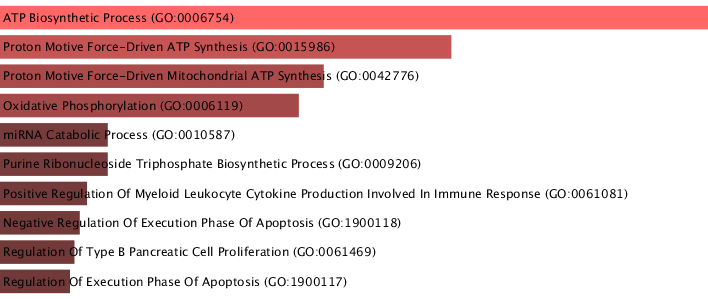 ATP Biosynthetic Process (GO:0006754)
Proton Motive Force-Driven ATP Synthesis (GO:0015986)
Proton Motive Force-Driven Mitochondrial ATP Synthesis (GO:0042776)
Oxidative Phosphorylation (GO:0006119)
miRNA Catabolic Process (GO:0010587)
Purine Ribonucleoside Triphosphate Biosynthetic Process (GO:0009206)
Positive Regulation Of Myeloid Leukocyte Cytokine Production Involved In Immune Response (GO:0061081)
Negative Regulation Of Execution Phase Of Apoptosis (GO:1900118)
Regulation Of Type B Pancreatic Cell Proliferation (GO:0061469)
Regulation Of Execution Phase Of Apoptosis (GO:1900117)